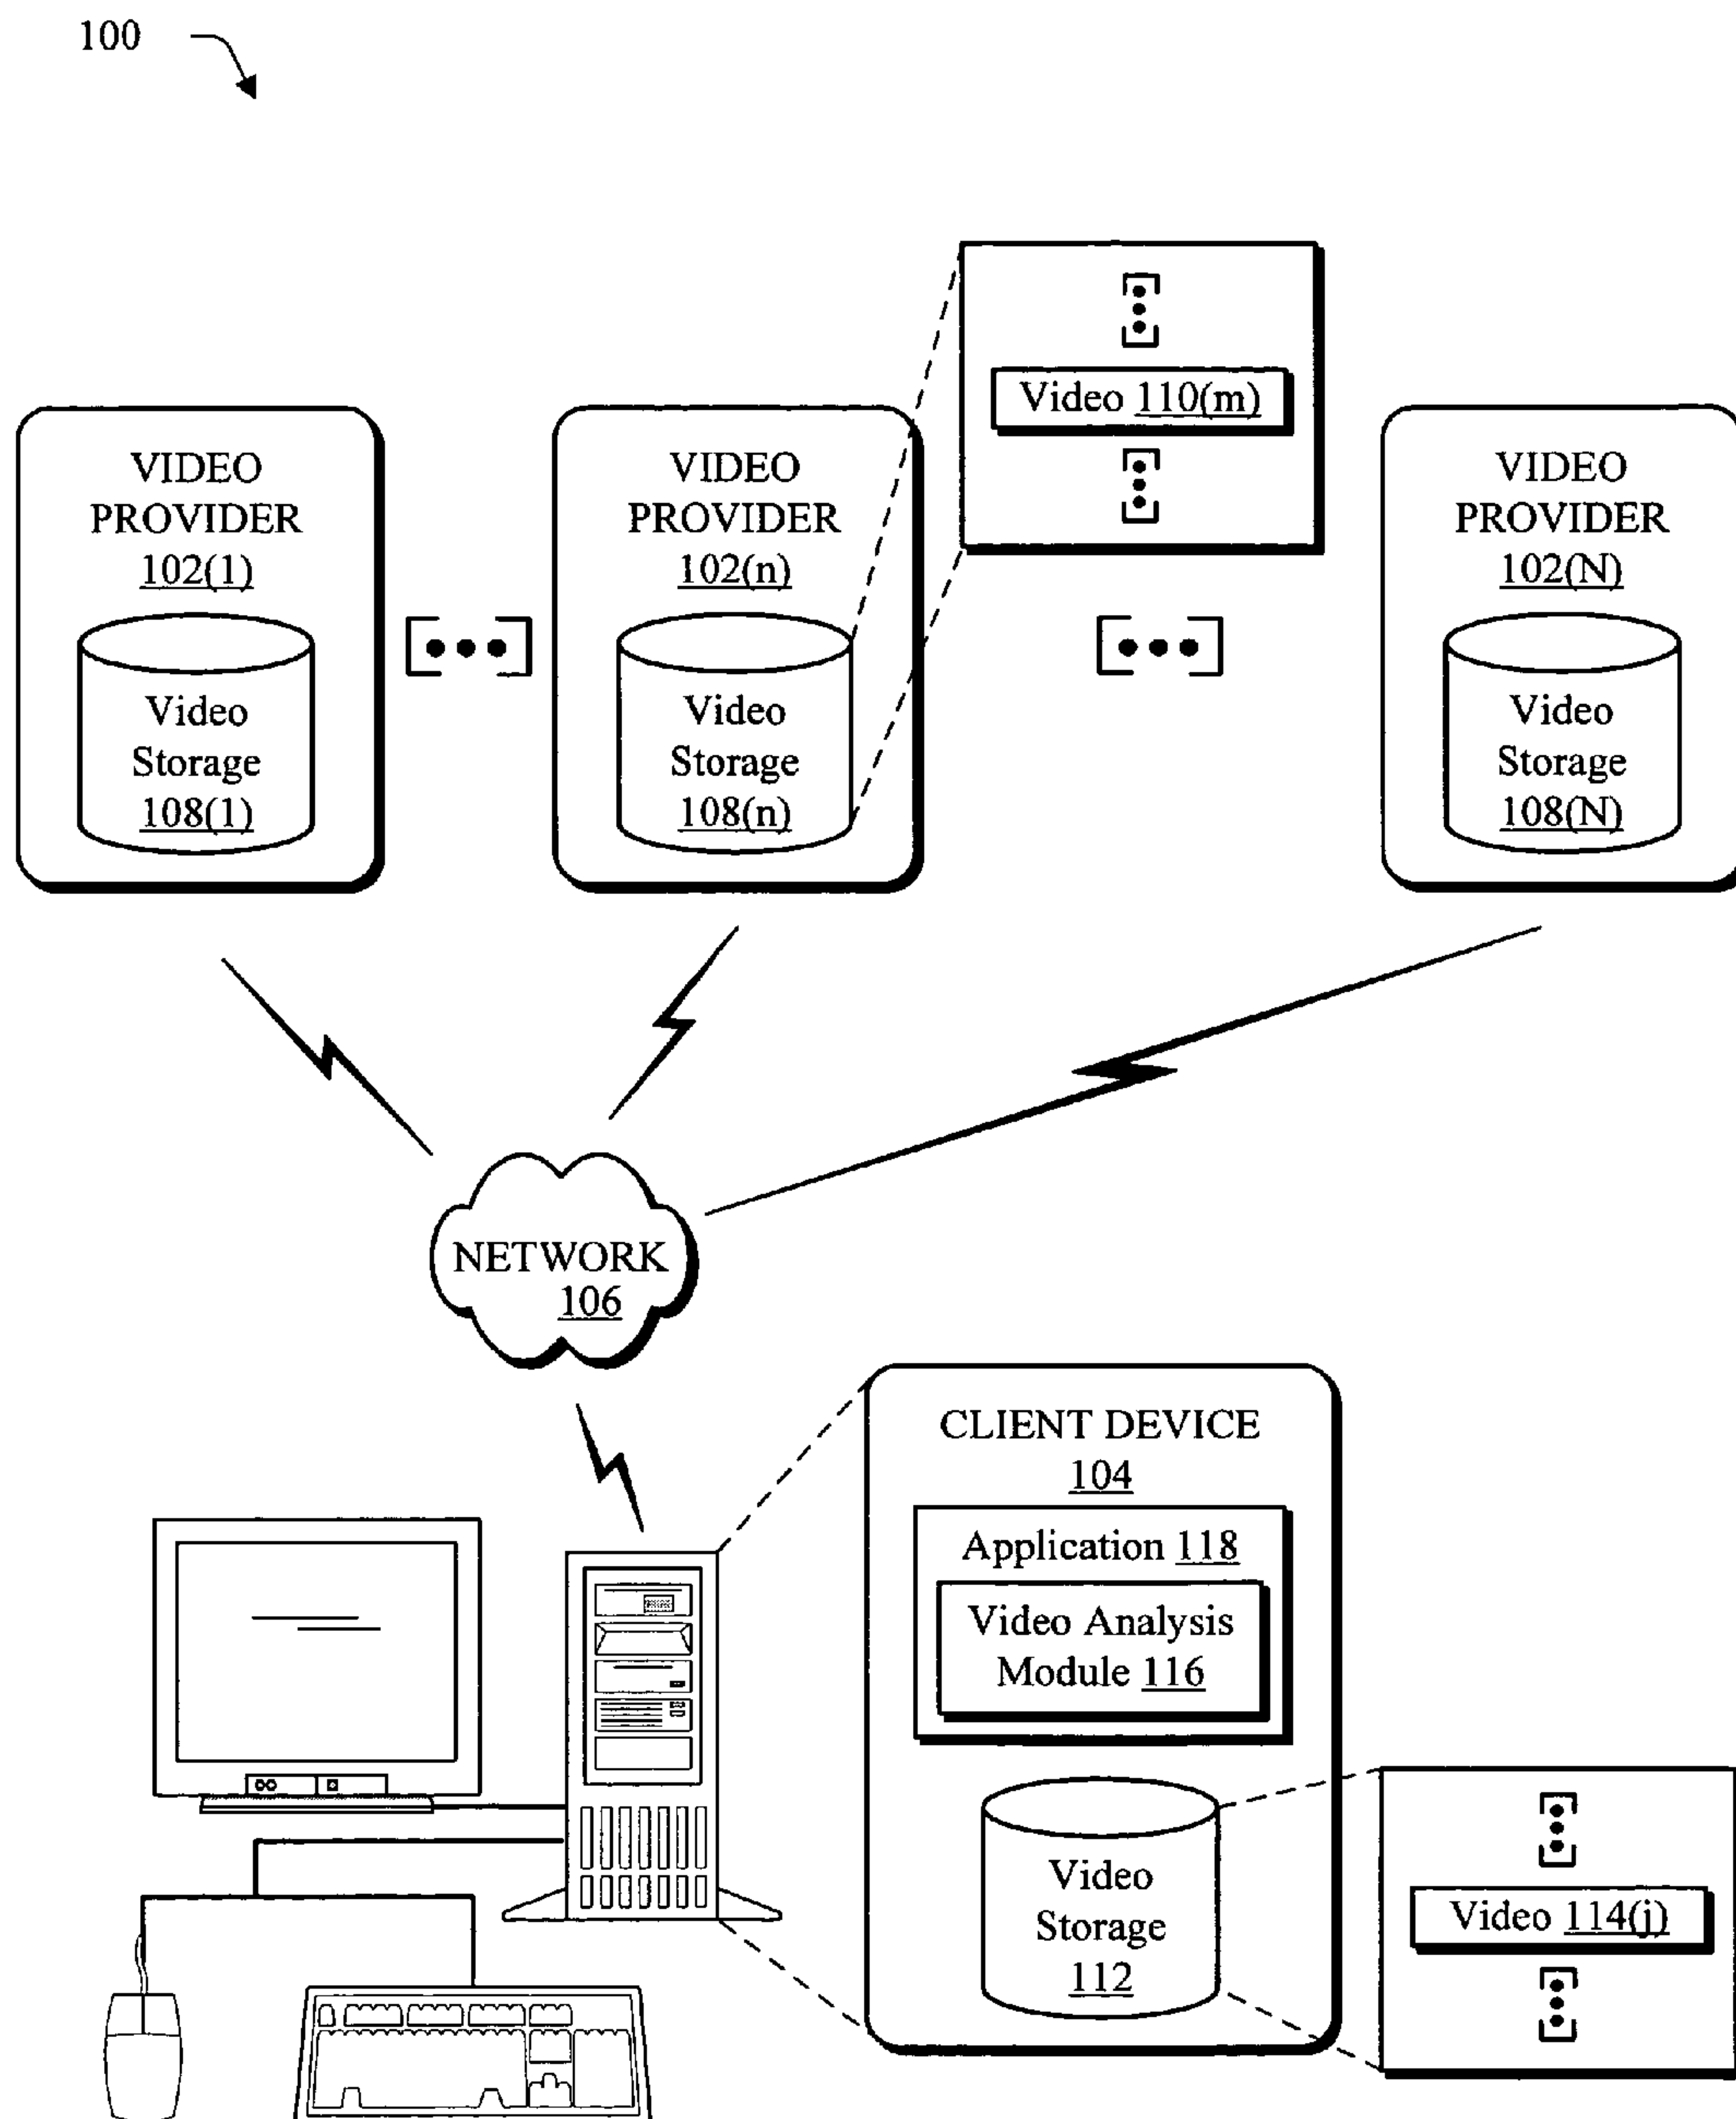 100
Video 110(m)
VIDEO
PROVIDER
102(1)
Video
Storage
108(1)
VIDEO
PROVIDER
102(n)
Video
Storage
108(n)
VIDEO
PROVIDER
102(N)
Video
Storage
108(N)
NETWORK
106
CLIENT DEVICE
104
Application 118
Video Analysis
Module 116
Video
Storage
112
Video 114(j)